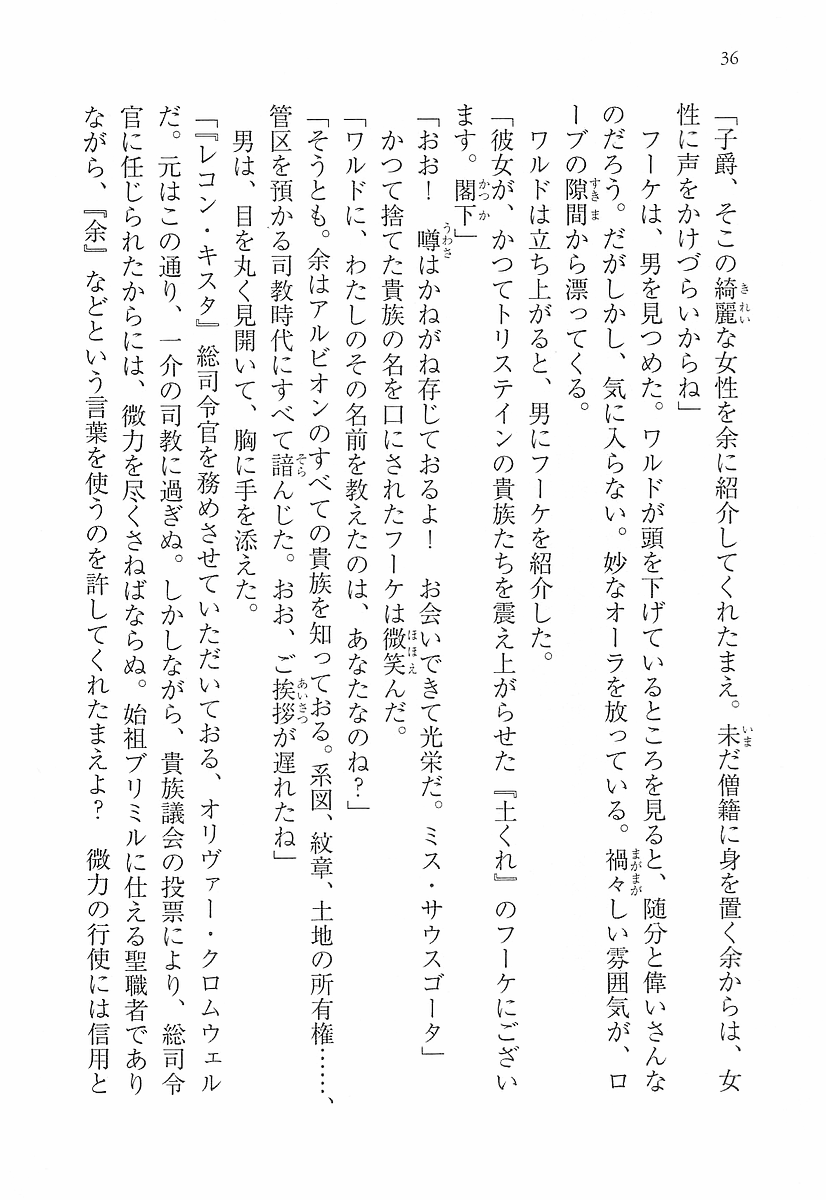 36
「子爵、そこの綺麗な女性を余に紹介してくれたまえ。未だ僧籍に身を置く余からは、女
性に声をかけづらいからね」
フーケは、男を見つめた。ワルドが頭を下げているところを見ると、随分と偉いさんな
のだろう。だがしかし、気に入らない。妙なオーラを放っている。禍々しい雰囲気が、ロ
ーブの隙間から漂ってくる。
ワルドは立ち上がると、男にフーケを紹介した。
「彼女が、かつてトリステインの貴族たちを震え上がらせた『土くれ』のフーケにござい
ます。閣下」
「おお！　噂はかねがね存じておるよ！　お会いできて光栄だ。ミス・サウスゴータ」
かつて捨てた貴族の名を口にされたフーケは微笑んだ。
「ワルドに、わたしのその名前を教えたのは、あなたなのね？」
「そうとも。余はアルビオンのすべての貴族を知っておる。系図、紋章、土地の所有権……、
管区を預かる司教時代にすべて諳んじた。おお、ご挨拶が遅れたね」
男は、目を丸く見開いて、胸に手を添えた。
「『レコン・キスタ』総司令官を務めさせていただいておる、オリヴァー・クロムウェル
だ。元はこの通り、一介の司教に過ぎぬ。しかしながら、貴族議会の投票により、総司令
官に任じられたからには、微力を尽くさねばならぬ。始祖ブリミルに仕える聖職者であり
ながら、『余』などという言葉を使うのを許してくれたまえよ？　微力の行使には信用と